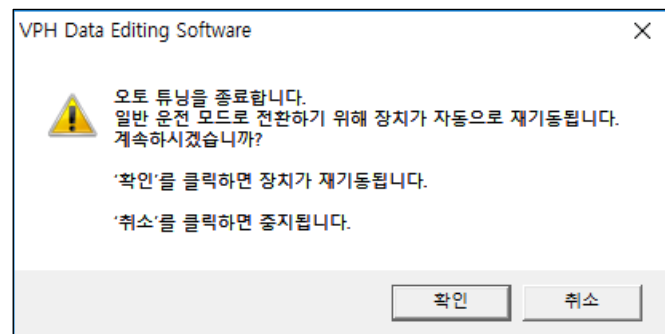 VPH Data Editing Software
오토 튜닝을 종료합니다.
일반 운전 모드로 전환하기 위해 장치가 자동으로 재기동됩니다.
계속하시겠습니까?
‘확인’를 클릭하면 장치가 재기동됩니다.
‘취소’를 클릭하면 중지됩니다.
확인
취소